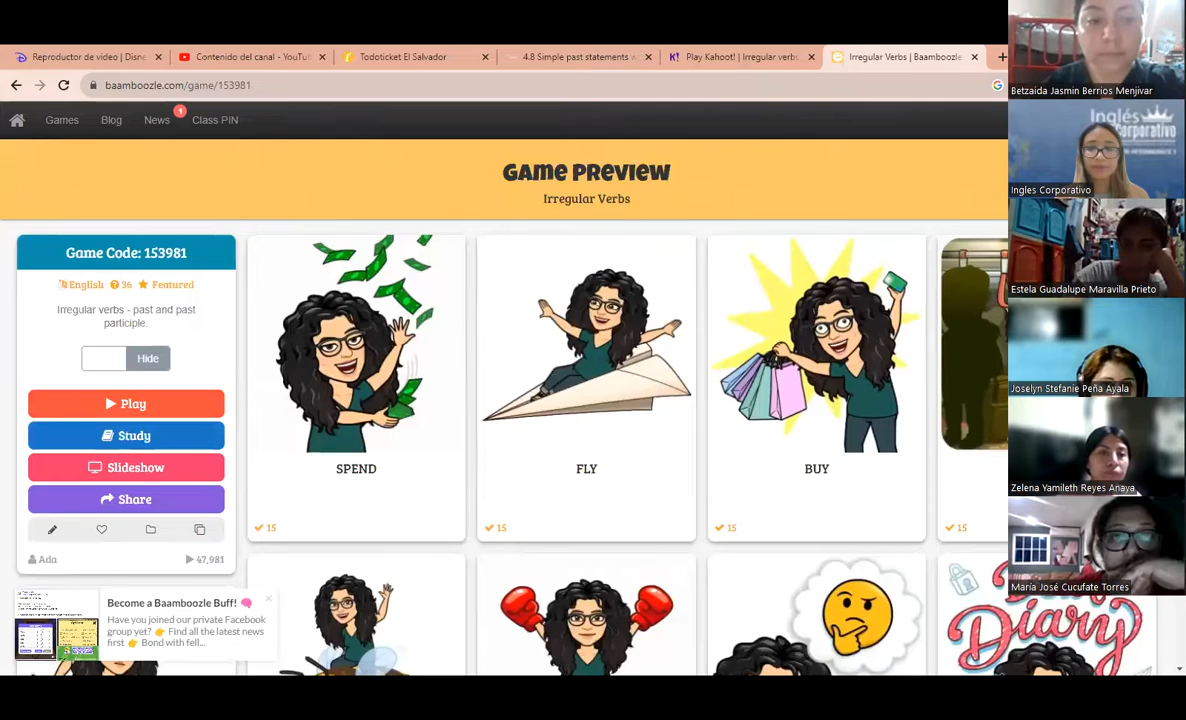 Reproductor de video | Disne
Contenido del canal - YouTu
Todoticket El Salvador
4.8 Simple past statements w
Play Kahoot! | Irregular verbs
Irregular Verbs | Baamboozle
baamboozle.com/game/153981
Games
Blog
News
1
Class PIN
Game Preview
Irregular Verbs
Game Code: 153981
English
36
Featured
Irregular verbs - past and past
participle.
Hide
Play
Study
Slideshow
Share
Ada
47,981
SPEND
15
FLY
15
BUY
15
15
Become a Baamboozle Buff!
Have you joined our private Facebook
group yet? 👉 Find all the latest news
first 👉 Bond with fell...
Diary
Betzaida Jasmin Berrios Menjivar
Inglés
Corporativo
Ingles Corporativo
Estela Guadalupe Maravilla Prieto
Joselyn Stefanie Peña Ayala
Zelena Yamileth Reyes Anaya
María José Cucufate Torres